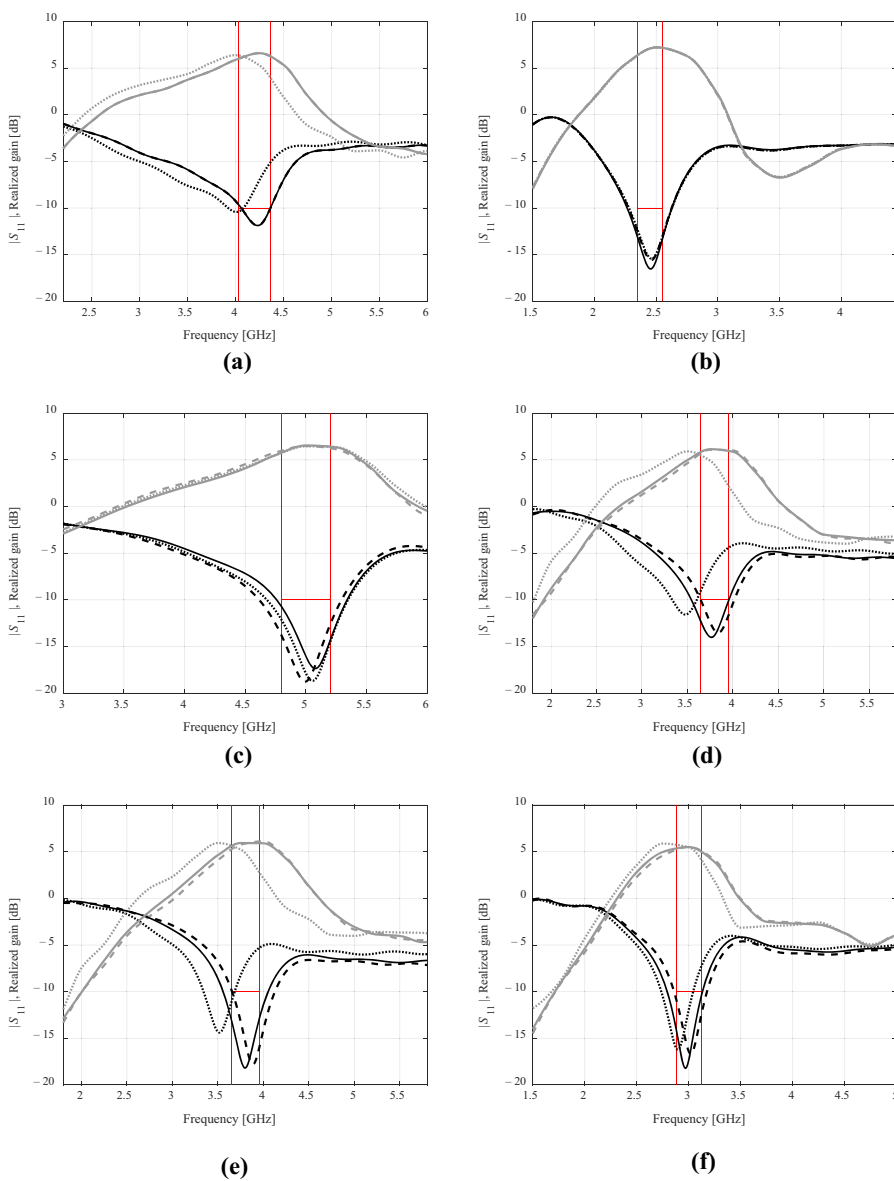 10
5
0
−5
−10
−15
−20
|S11|, Realized gain [dB]
2.5 3 3.5 4 4.5 5 5.5 6
Frequency [GHz]
(a)
10
5
0
−5
−10
-15
−20
|S11|, Realized gain [dB]
1.5 2 2.5 3 3.5 4
Frequency [GHz]
(b)
10
5
0
−5
−10
−15
−20
|S11|, Realized gain [dB]
3 3.5 4 4.5 5 5.5 6
Frequency [GHz]
(c)
10
5
0
−5
−10
−15
−20
|S11|, Realized gain [dB]
2 2.5 3 3.5 4 4.5 5 5.5
Frequency [GHz]
(d)
10
5
0
−5
−10
−15
−20
|S11|, Realized gain [dB]
2 2.5 3 3.5 4 4.5 5 5.5
Frequency [GHz]
(e)
10
5
0
−5
−10
−15
−20
|S11|, Realized gain [dB]
1.5 2 2.5 3 3.5 4 4.5
Frequency [GHz]
(f)